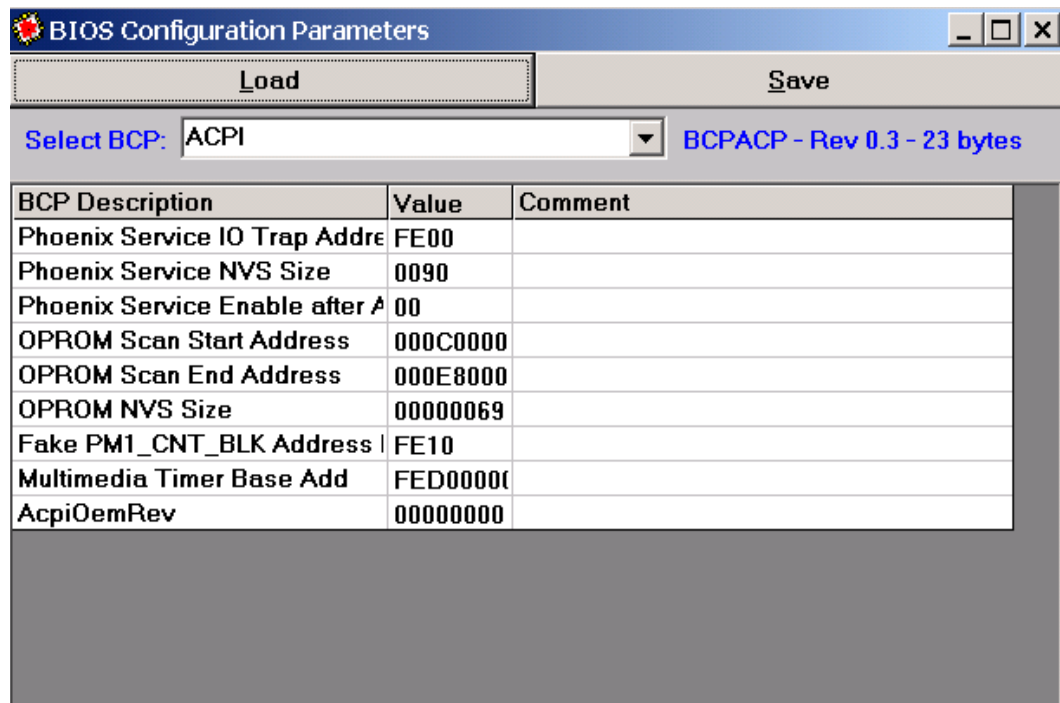 BIOS Configuration Parameters
Load Save
Select BCP: ACPI BCPACP - Rev 0.3 - 23 bytes
BCP Description Value Comment
Phoenix Service IO Trap Addre FE00
Phoenix Service NVS Size 0090
Phoenix Service Enable after A 00
OPROM Scan Start Address 000C0000
OPROM Scan End Address 000E8000
OPROM NVS Size 00000069
Fake PM1_CNT_BLK Address FE10
Multimedia Timer Base Add FED0000
AcpiOemRev 00000000